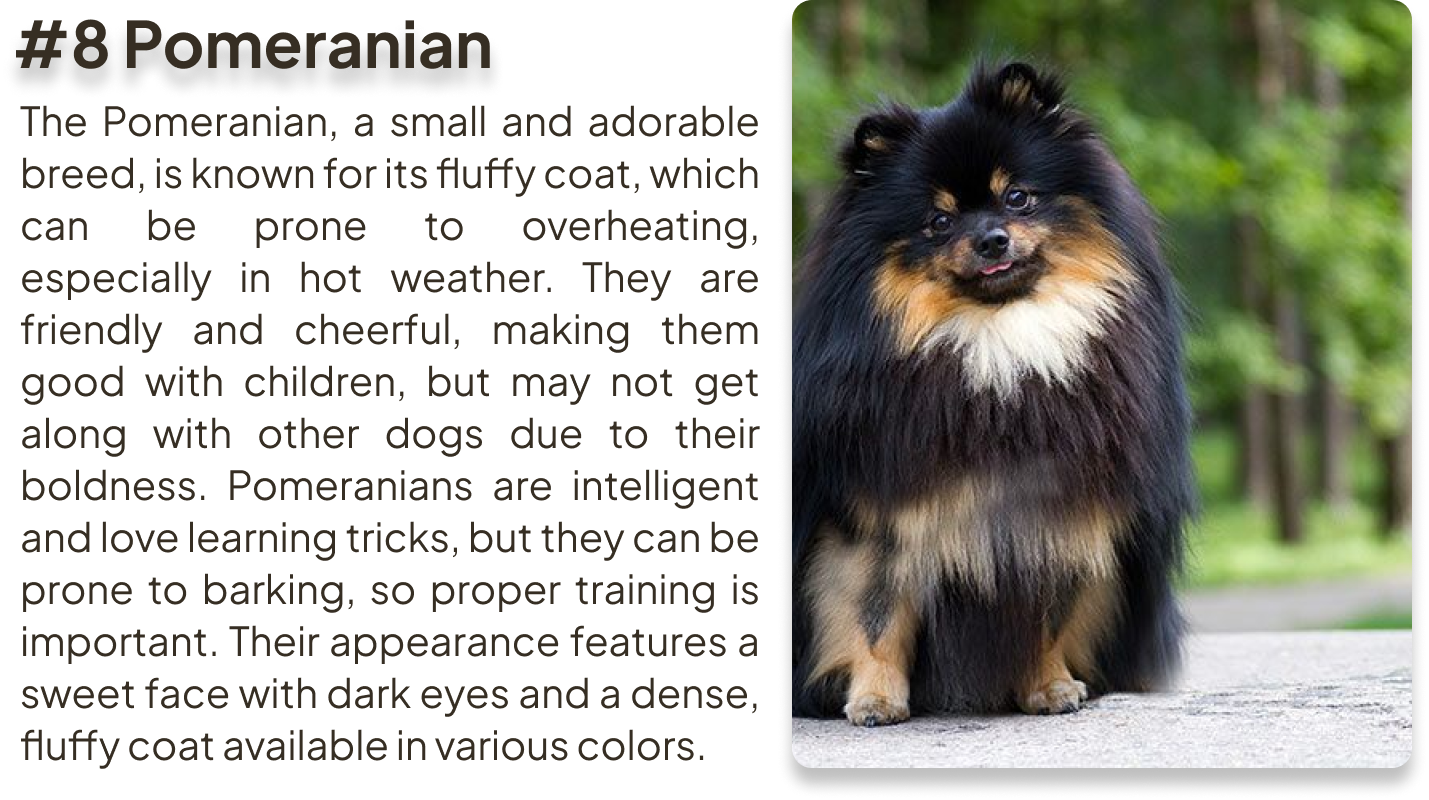 #8 Pomeranian
The Pomeranian, a small and adorable
breed, is known for its fluffy coat, which
can be prone to overheating,
especially in hot weather. They are
friendly and cheerful, making them
good with children, but may not get
along with other dogs due to their
boldness. Pomeranians are intelligent
and love learning tricks, but they can be
prone to barking, so proper training is
important. Their appearance features a
sweet face with dark eyes and a dense,
fluffy coat available in various colors.